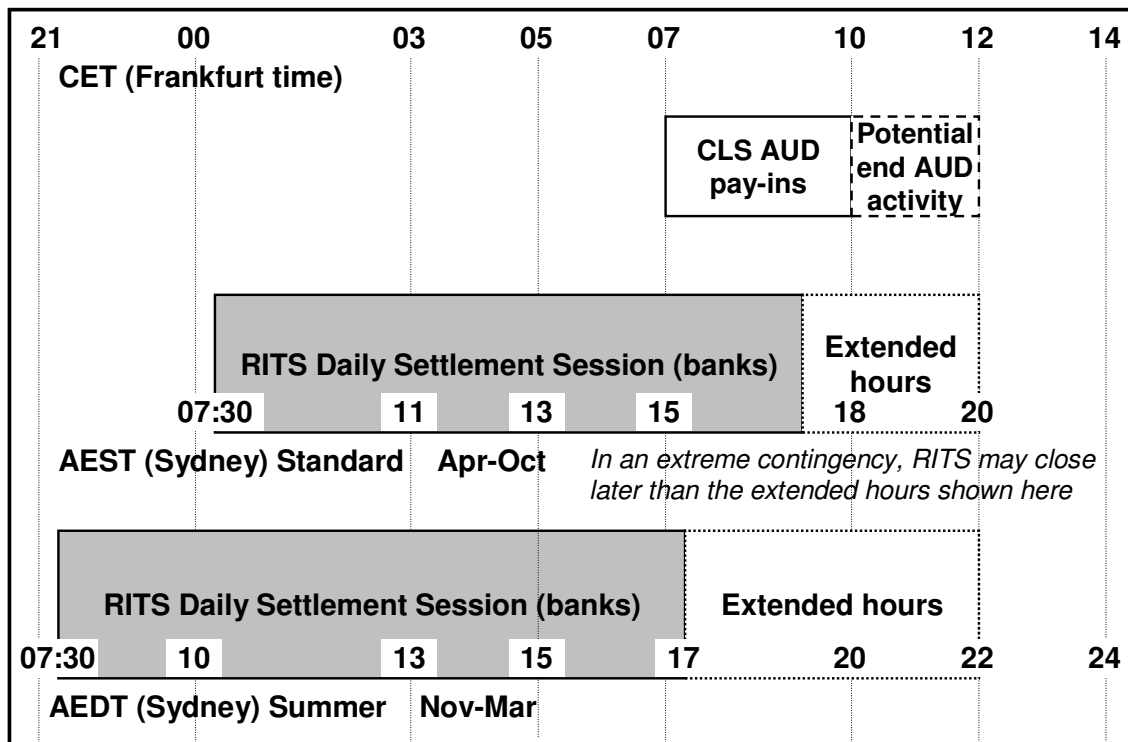 21 00 03 05 07 10 12 14
CET (Frankfurt time)
CLS AUD
pay-ins
Potential
end AUD
activity
RITS Daily Settlement Session (banks)
Extended
hours
07:30 11 13 15 18 20
AEST (Sydney) Standard Apr-Oct
In an extreme contingency, RITS may close
later than the extended hours shown here
RITS Daily Settlement Session (banks) Extended hours
07:30 10 13 15 17 20 22 24
AEDT (Sydney) Summer Nov-Mar